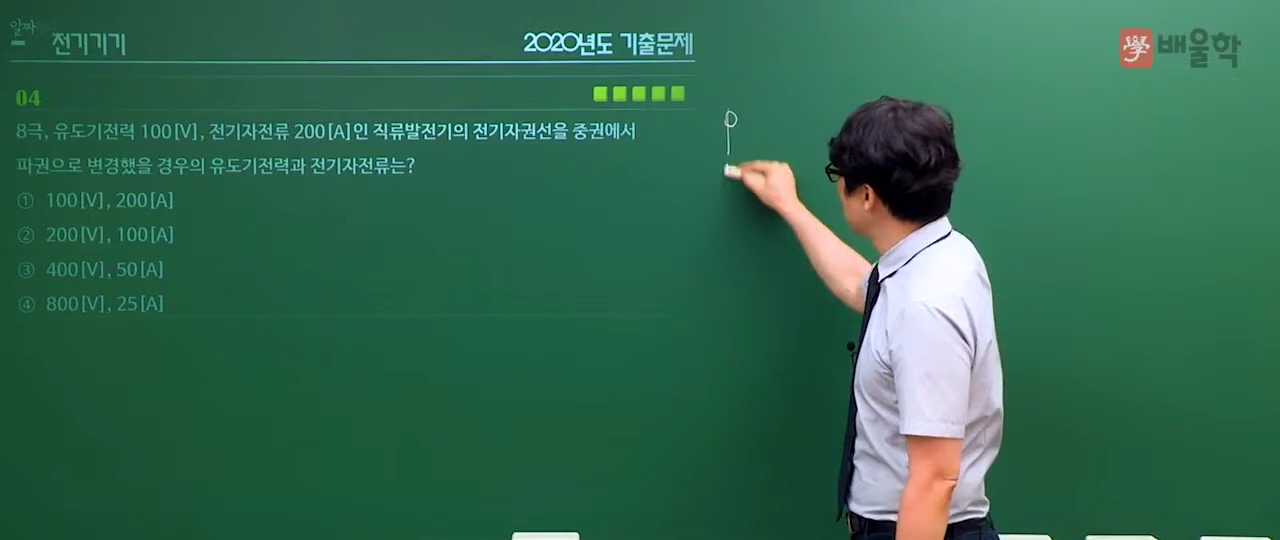 알짜
전기기기
2020년도 기출문제
學 배울학
04
8극, 유도기전력 100[V], 전기자전류 200[A]인 직류발전기의 전기자권선을 중권에서
파권으로 변경했을 경우의 유도기전력과 전기자전류는?
① 100[V], 200[A]
② 200[V], 100[A]
③ 400[V], 50[A]
④ 800[V], 25[A]